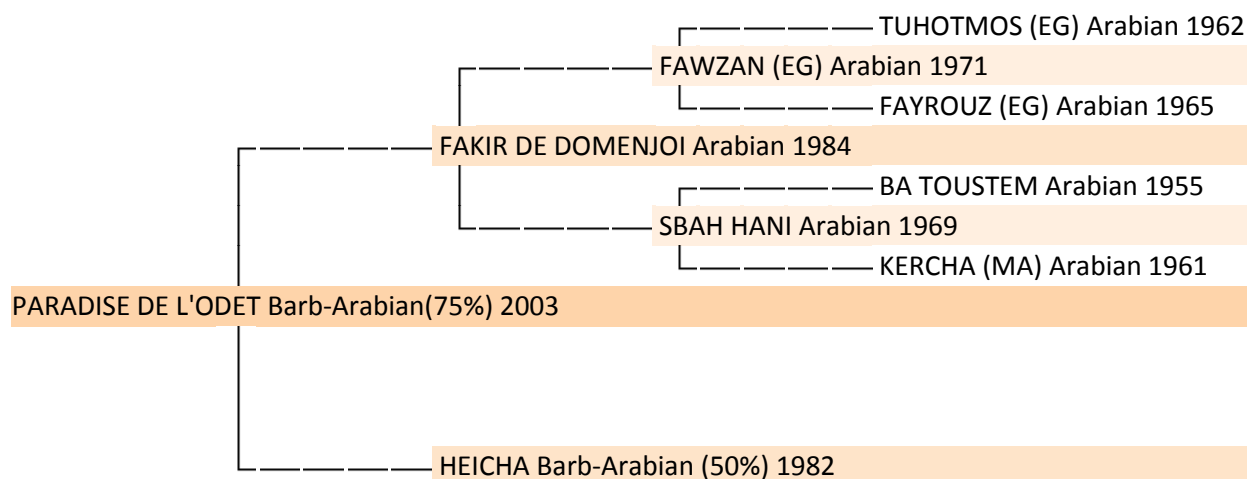 TUHOTMOS (EG) Arabian 1962
FAWZAN (EG) Arabian 1971
FAYROUZ (EG) Arabian 1965
FAKIR DE DOMENJOI Arabian 1984
BA TOUSTEM Arabian 1955
SBAH HANI Arabian 1969
KERCHA (MA) Arabian 1961
PARADISE DE L'ODET Barb-Arabian(75%) 2003
HEICHA Barb-Arabian (50%) 1982